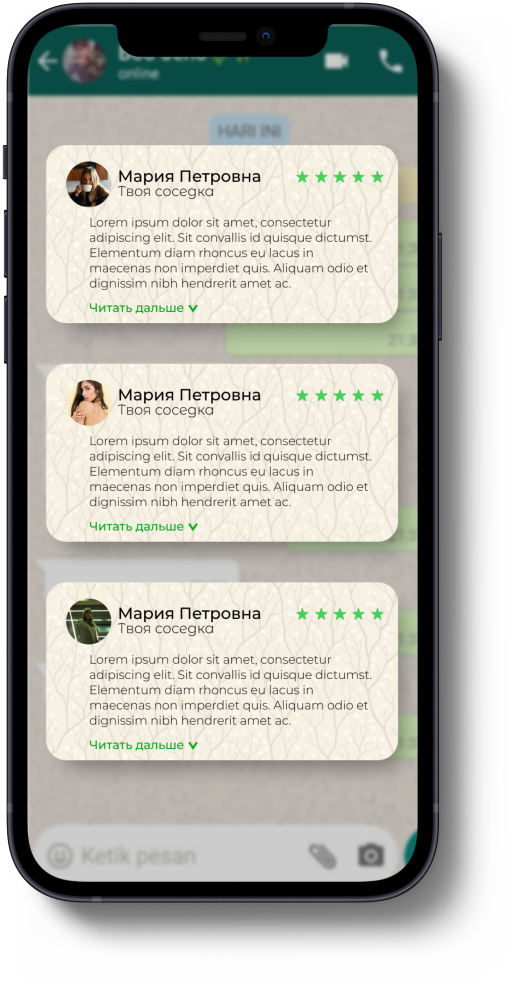 online
HARI INI
Мария Петровна
Твоя соседка
Lorem ipsum dolor sit amet, consectetur
adipiscing elit. Sit convallis id quisque dictumst.
Elementum diam rhoncus eu lacus in
maecenas non imperdiet quis. Aliquam odio et
dignissim nibh hendrerit amet ac.
Читать дальше
Мария Петровна
Твоя соседка
Lorem ipsum dolor sit amet, consectetur
adipiscing elit. Sit convallis id quisque dictumst.
Elementum diam rhoncus eu lacus in
maecenas non imperdiet quis. Aliquam odio et
dignissim nibh hendrerit amet ac.
Читать дальше
Мария Петровна
Твоя соседка
Lorem ipsum dolor sit amet, consectetur
adipiscing elit. Sit convallis id quisque dictumst.
Elementum diam rhoncus eu lacus in
maecenas non imperdiet quis. Aliquam odio et
dignissim nibh hendrerit amet ac.
Читать дальше
Ketik pesan